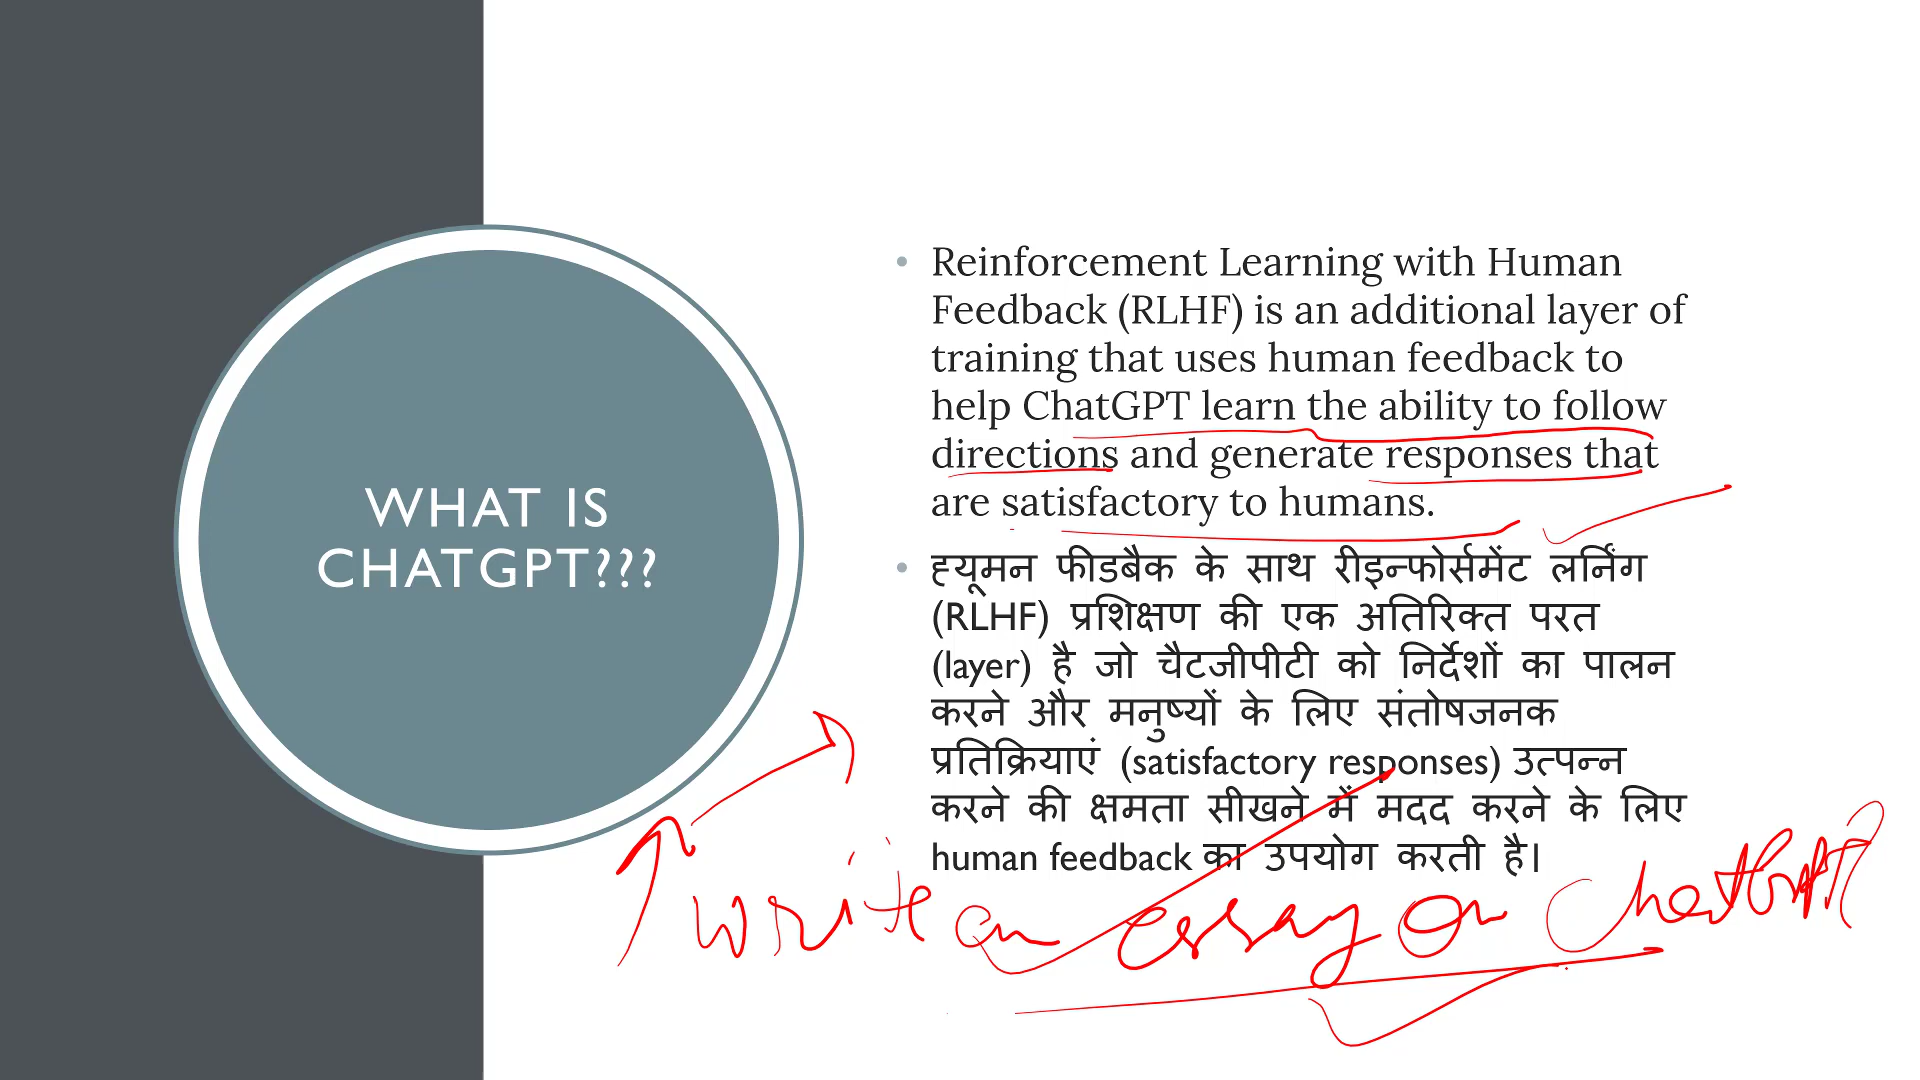 WHAT IS
CHATGPT???
Reinforcement Learning with Human
Feedback (RLHF) is an additional layer of
training that uses human feedback to
help ChatGPT learn the ability to follow
directions and generate responses that
are satisfactory to humans.
ह्यूमन फीडबैक के साथ रीइन्फोर्समेंट लर्निंग
(RLHF) प्रशिक्षण की एक अतिरिक्त परत
(layer) है जो चैटजीपीटी को निर्देशों का पालन
करने और मनुष्यों के लिए संतोषजनक
प्रतिक्रियाएं (satisfactory responses) उत्पन्न
करने की क्षमता सीखने में मदद करने के लिए
human feedback का उपयोग करती है।
write an essay on ChatGPT